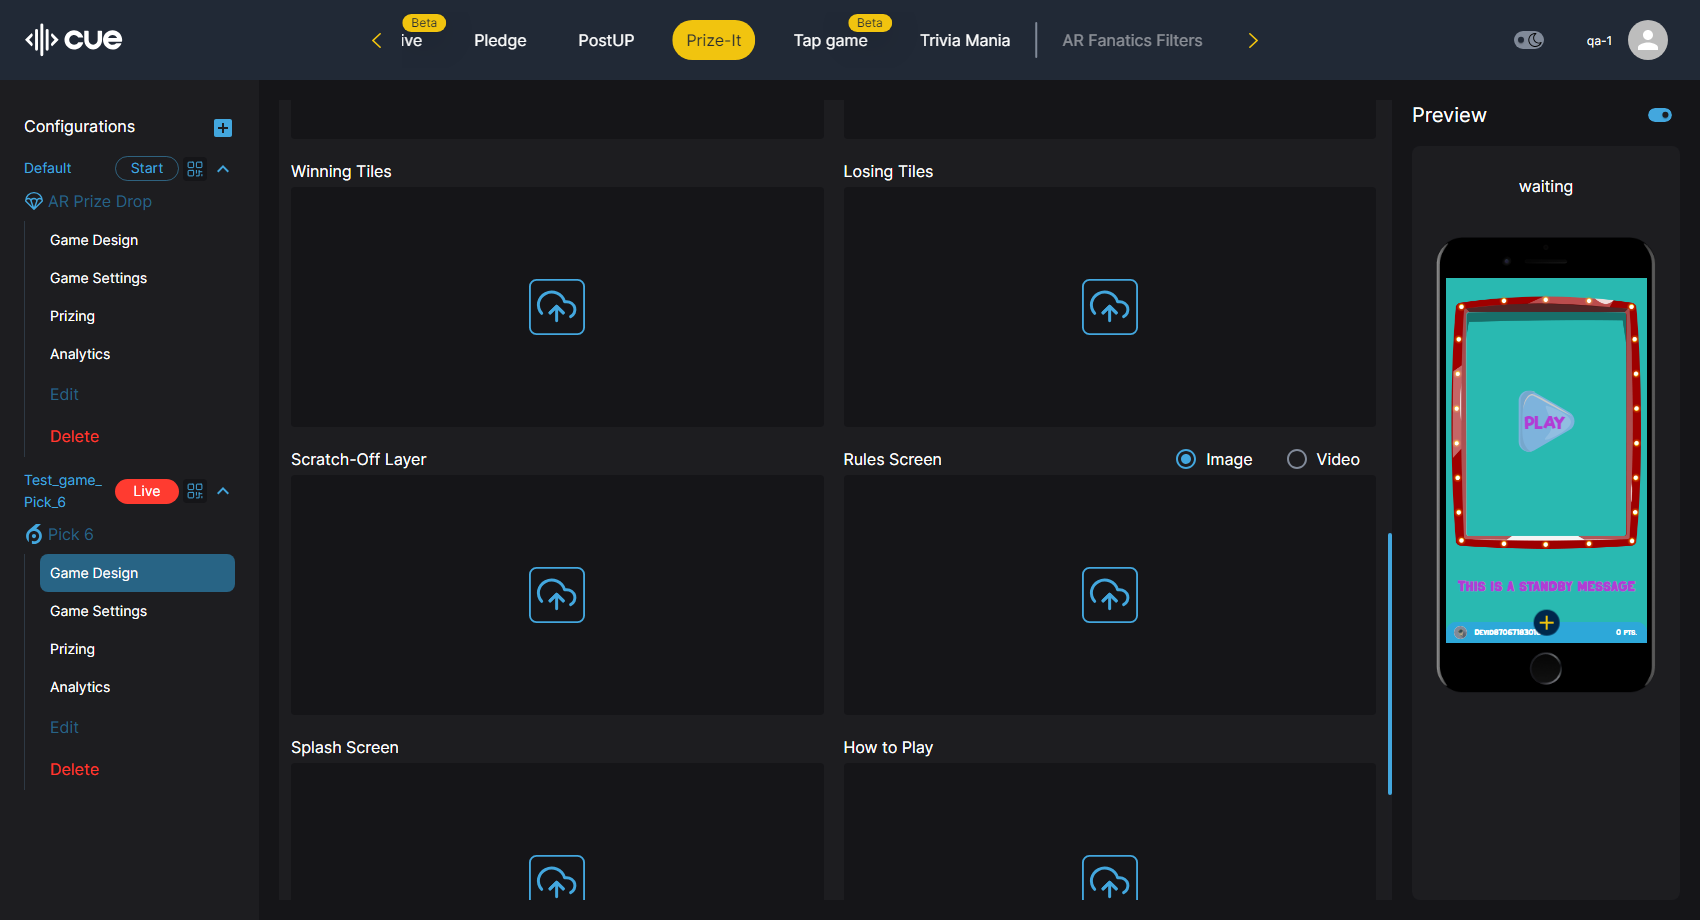 cue
Beta
ive
Pledge
PostUP
Prize-It
Beta
Tap game
Trivia Mania
AR Fanatics Filters
qa-1
Configurations
Default
Start
AR Prize Drop
Game Design
Game Settings
Prizing
Analytics
Edit
Delete
Test_game_
Pick_6
Live
Pick 6
Game Design
Game Settings
Prizing
Analytics
Edit
Delete
Winning Tiles
Losing Tiles
Scratch-Off Layer
Rules Screen
Image
Video
Splash Screen
How to Play
Preview
waiting
PLAY
THIS IS A STANDBY MESSAGE
0 PTS.